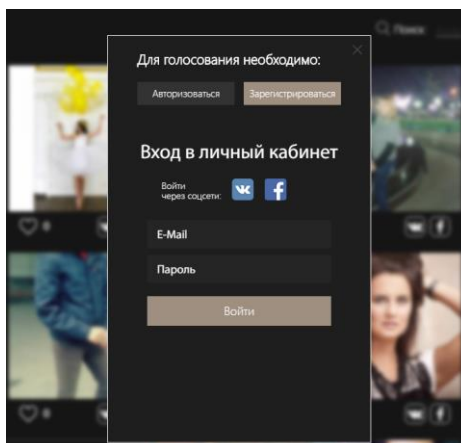 Поиск
Для голосования необходимо:
Авторизоваться
Зарегистрироваться
Вход в личный кабинет
Войти
через соцсети:
E-Mail
Пароль
Войти